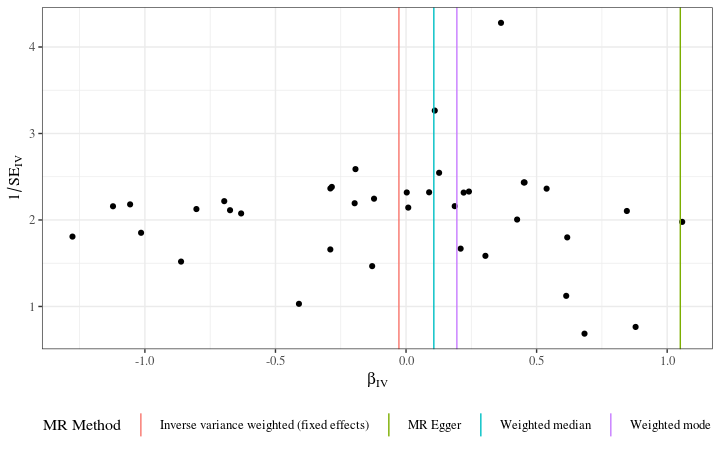 4
3
2
1
1/SE_IV
-1.0 -0.5 0.0 0.5 1.0
β_IV
MR Method Inverse variance weighted (fixed effects) MR Egger Weighted median Weighted mode